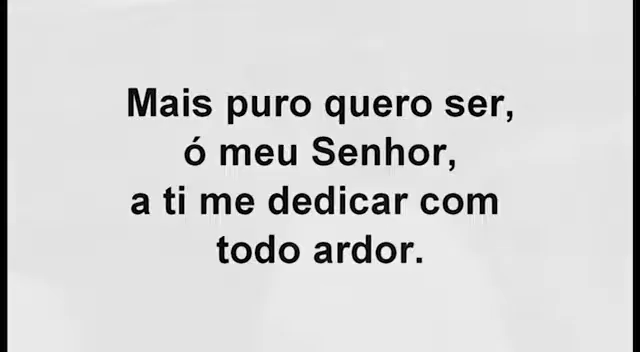 Mais puro quero ser,
ó meu Senhor,
a ti me dedicar com
todo ardor.